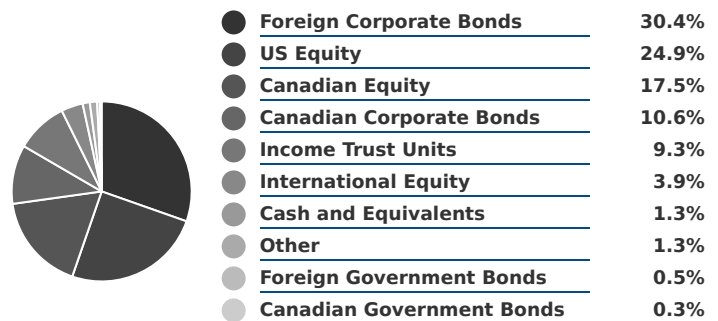 Foreign Corporate Bonds 30.4%
US Equity 24.9%
Canadian Equity 17.5%
Canadian Corporate Bonds 10.6%
Income Trust Units 9.3%
International Equity 3.9%
Cash and Equivalents 1.3%
Other 1.3%
Foreign Government Bonds 0.5%
Canadian Government Bonds 0.3%